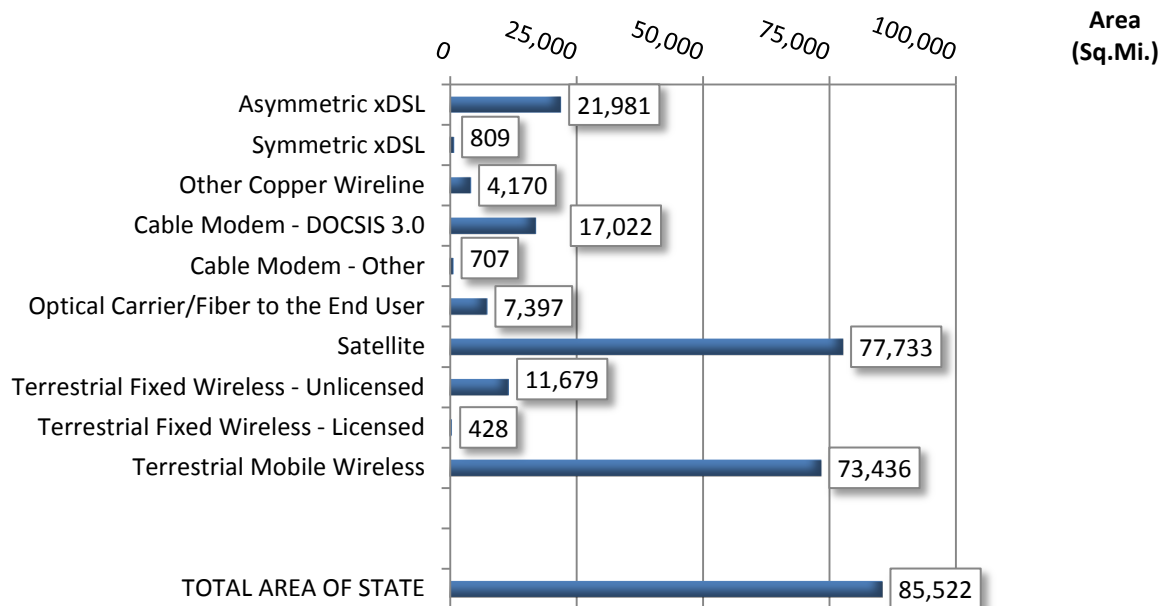 0 25,000 50,000 75,000 100,000
Area
(Sq.Mi.)
Asymmetric xDSL 21,981
Symmetric xDSL 809
Other Copper Wireline 4,170
Cable Modem - DOCSIS 3.0 17,022
Cable Modem - Other 707
Optical Carrier/Fiber to the End User 7,397
Satellite 77,733
Terrestrial Fixed Wireless - Unlicensed 11,679
Terrestrial Fixed Wireless - Licensed 428
Terrestrial Mobile Wireless 73,436
TOTAL AREA OF STATE 85,522